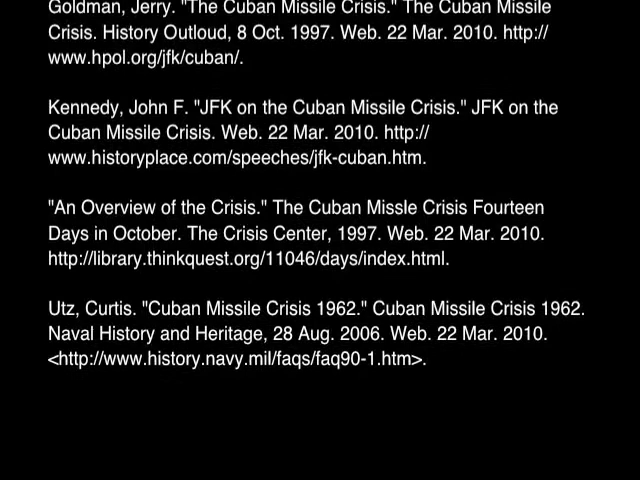 Goldman, Jerry. "The Cuban Missile Crisis." The Cuban Missile
Crisis. History Outloud, 8 Oct. 1997. Web. 22 Mar. 2010. http://
www.hpol.org/jfk/cuban/.
Kennedy, John F. "JFK on the Cuban Missile Crisis." JFK on the
Cuban Missile Crisis. Web. 22 Mar. 2010. http://
www.historyplace.com/speeches/jfk-cuban.htm.
"An Overview of the Crisis." The Cuban Missle Crisis Fourteen
Days in October. The Crisis Center, 1997. Web. 22 Mar. 2010.
http://library.thinkquest.org/11046/days/index.html.
Utz, Curtis. "Cuban Missile Crisis 1962." Cuban Missile Crisis 1962.
Naval History and Heritage, 28 Aug. 2006. Web. 22 Mar. 2010.
<http://www.history.navy.mil/faqs/faq90-1.htm>.